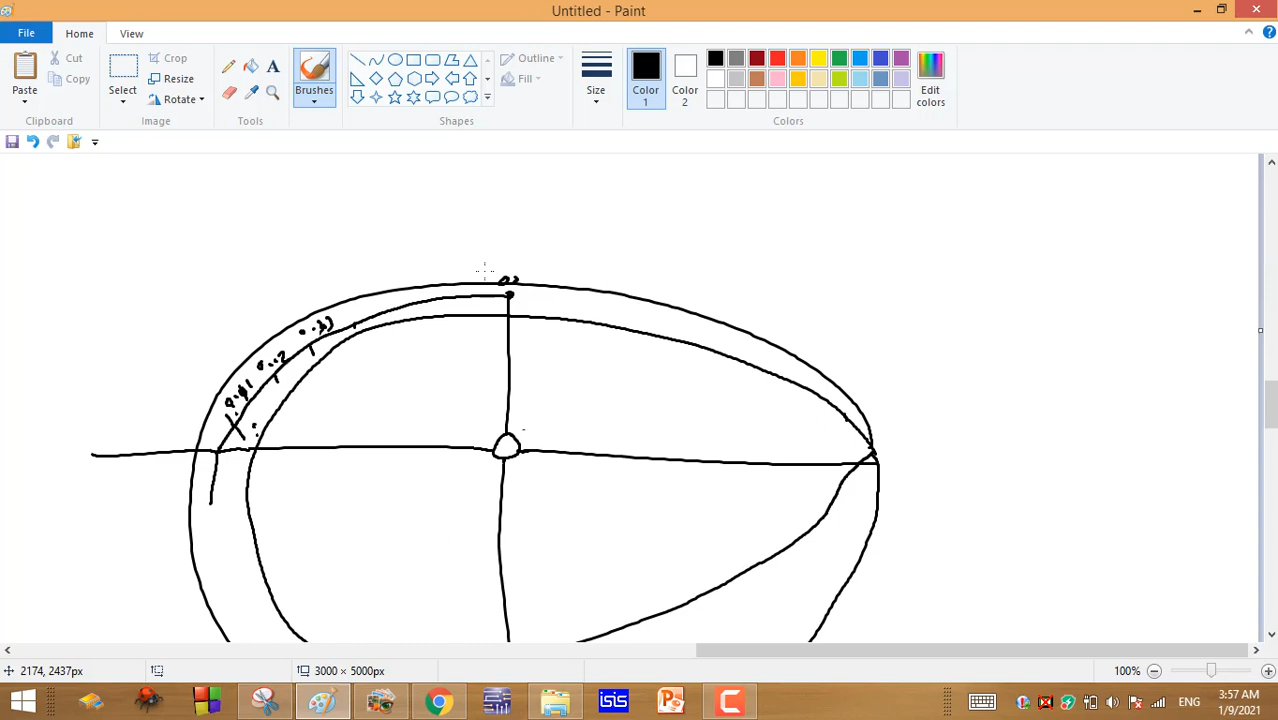 Untitled - Paint
File
Home
View
Paste
Cut
Copy
Clipboard
Select
Crop
Resize
Rotate
Image
Tools
Brushes
Shapes
Outline
Fill
Size
Color 1
Color 2
Edit colors
Colors
2174, 2437px
3000 × 5000px
100%
isis
ENG
3:57 AM
1/9/2021